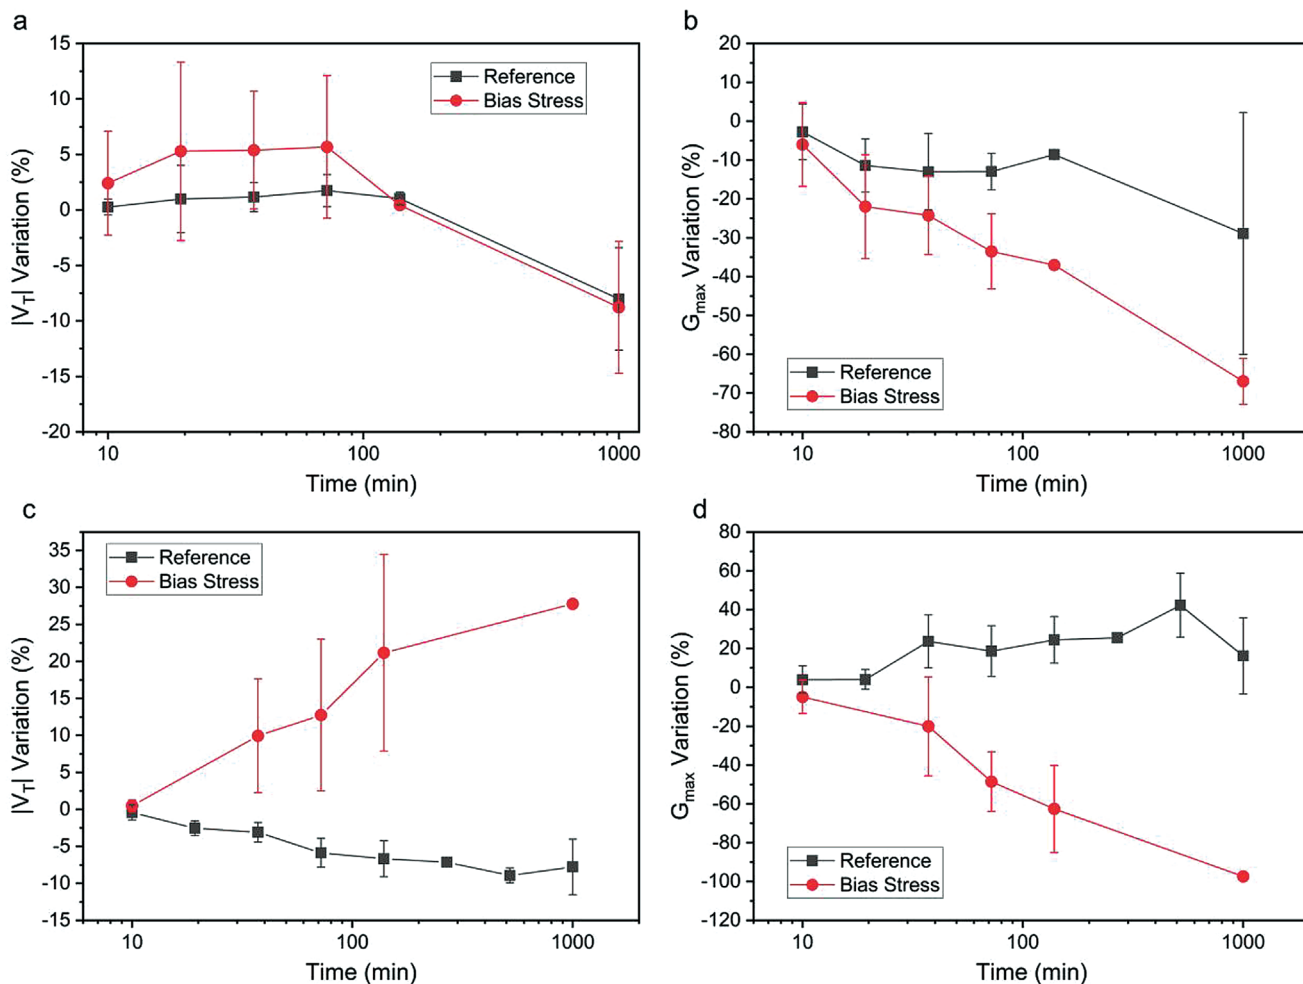 a
15
10
5
0
-5
-10
-15
-20
|V_T| Variation (%)
Reference
Bias Stress
10
100
1000
Time (min)
b
20
10
0
-10
-20
-30
-40
-50
-60
-70
-80
G_max Variation (%)
Reference
Bias Stress
10
100
1000
Time (min)
c
35
30
25
20
15
10
5
0
-5
-10
-15
|V_T| Variation (%)
Reference
Bias Stress
10
100
1000
Time (min)
d
80
60
40
20
0
-20
-40
-60
-80
-100
-120
G_max Variation (%)
Reference
Bias Stress
10
100
1000
Time (min)